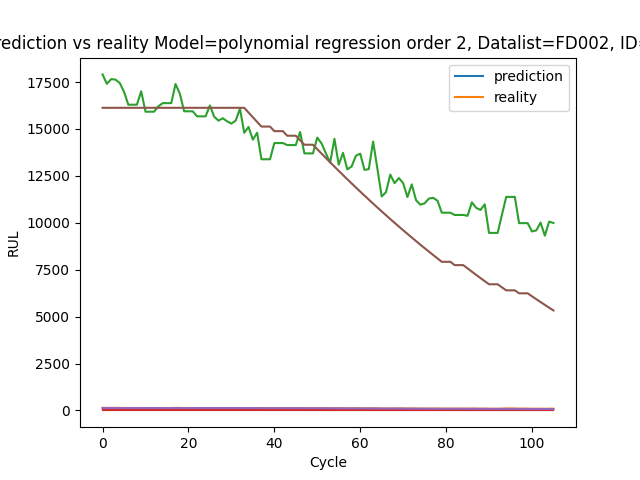 rediction vs reality Model=polynomial regression order 2, Datalist=FD002, ID=
17500
15000
12500
10000
7500
5000
2500
0
RUL
prediction
reality
0 20 40 60 80 100
Cycle